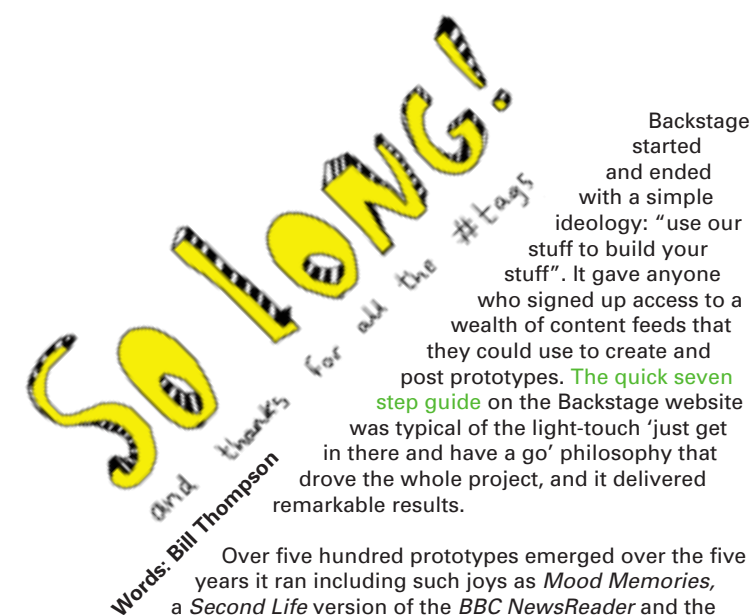 SO LONG!
and thanks for all the #tags
Words: Bill Thompson
Backstage
started
and ended
with a simple
ideology: “use our
stuff to build your
stuff”. It gave anyone
who signed up access to a
wealth of content feeds that
they could use to create and
post prototypes. The quick seven
step guide on the Backstage website
was typical of the light-touch ‘just get
in there and have a go’ philosophy that
drove the whole project, and it delivered
remarkable results.
Over five hundred prototypes emerged over the five
years it ran including such joys as Mood Memories,
a Second Life version of the BBC NewsReader and the